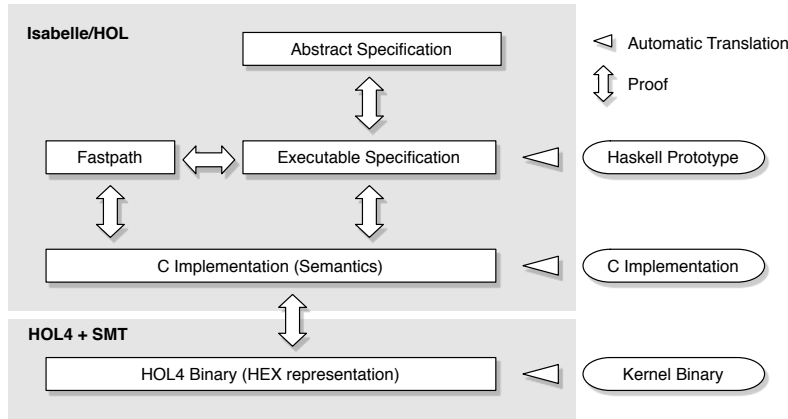 Isabelle/HOL
Abstract Specification
Automatic Translation
Proof
Fastpath
Executable Specification
Haskell Prototype
C Implementation (Semantics)
C Implementation
HOL4 + SMT
HOL4 Binary (HEX representation)
Kernel Binary